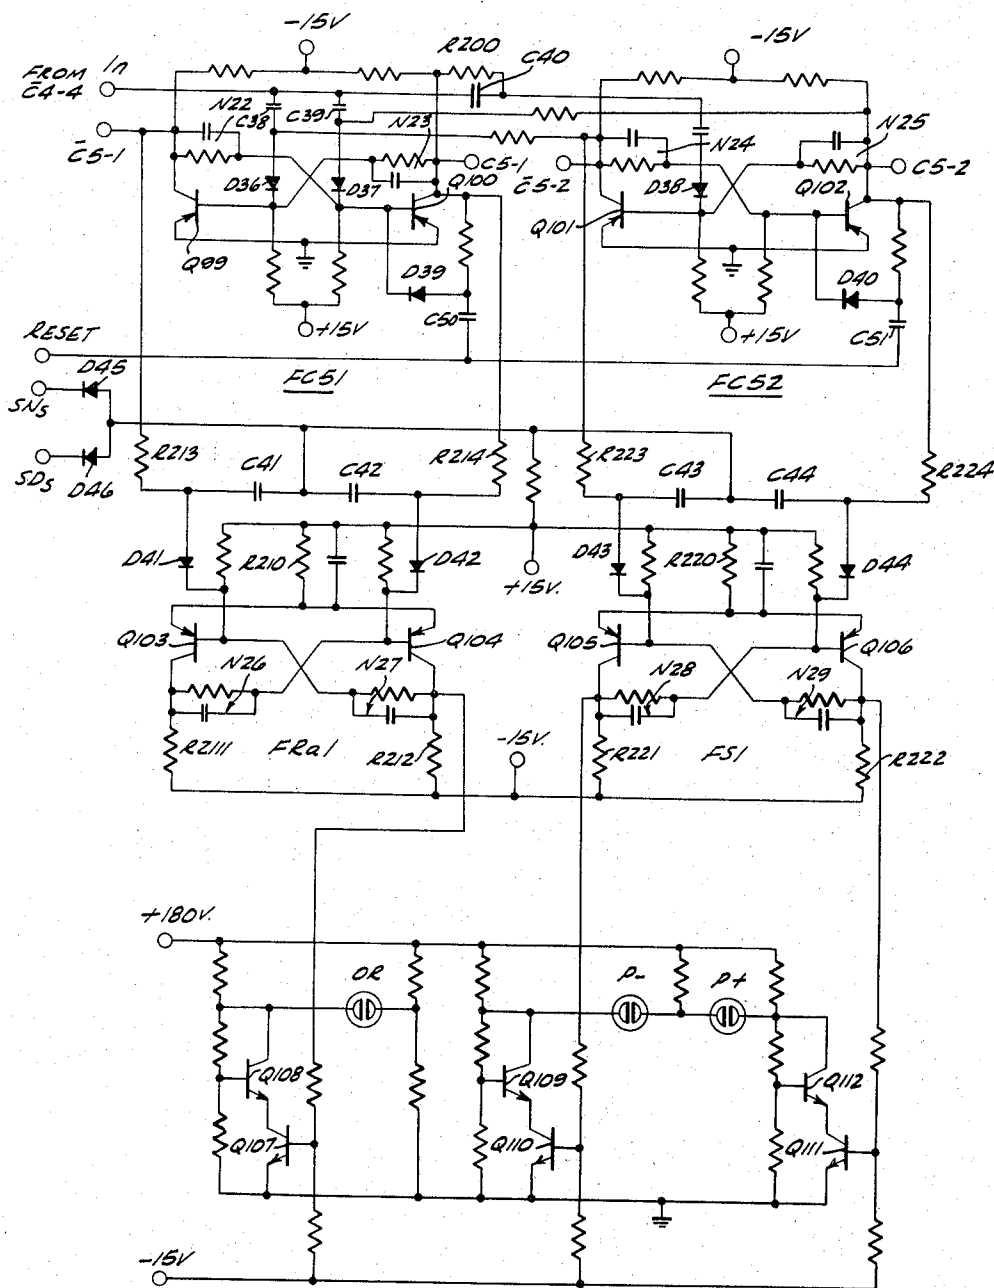 -15V
-15V
R200
C40
FROM In
C̄4-4
N22
C38
C39
N23
N24
N25
C̄5-1
C5-1
C̄5-2
C5-2
D36
D37
Q100
D38
Q102
Q101
Q99
D39
D40
C50
C51
+15V
+15V
RESET
D45
FC51
FC52
SNS
SDS
D46
R213
C41
C42
R214
R223
C43
C44
R224
D41
R210
D42
D43
R220
D44
+15V.
Q103
Q104
Q105
Q106
N26
N27
N28
N29
R2111
FRa1
R212
-15V.
R221
FS1
R222
+180V.
OR
P-
P+
Q108
Q109
Q112
Q107
Q110
Q111
-15V